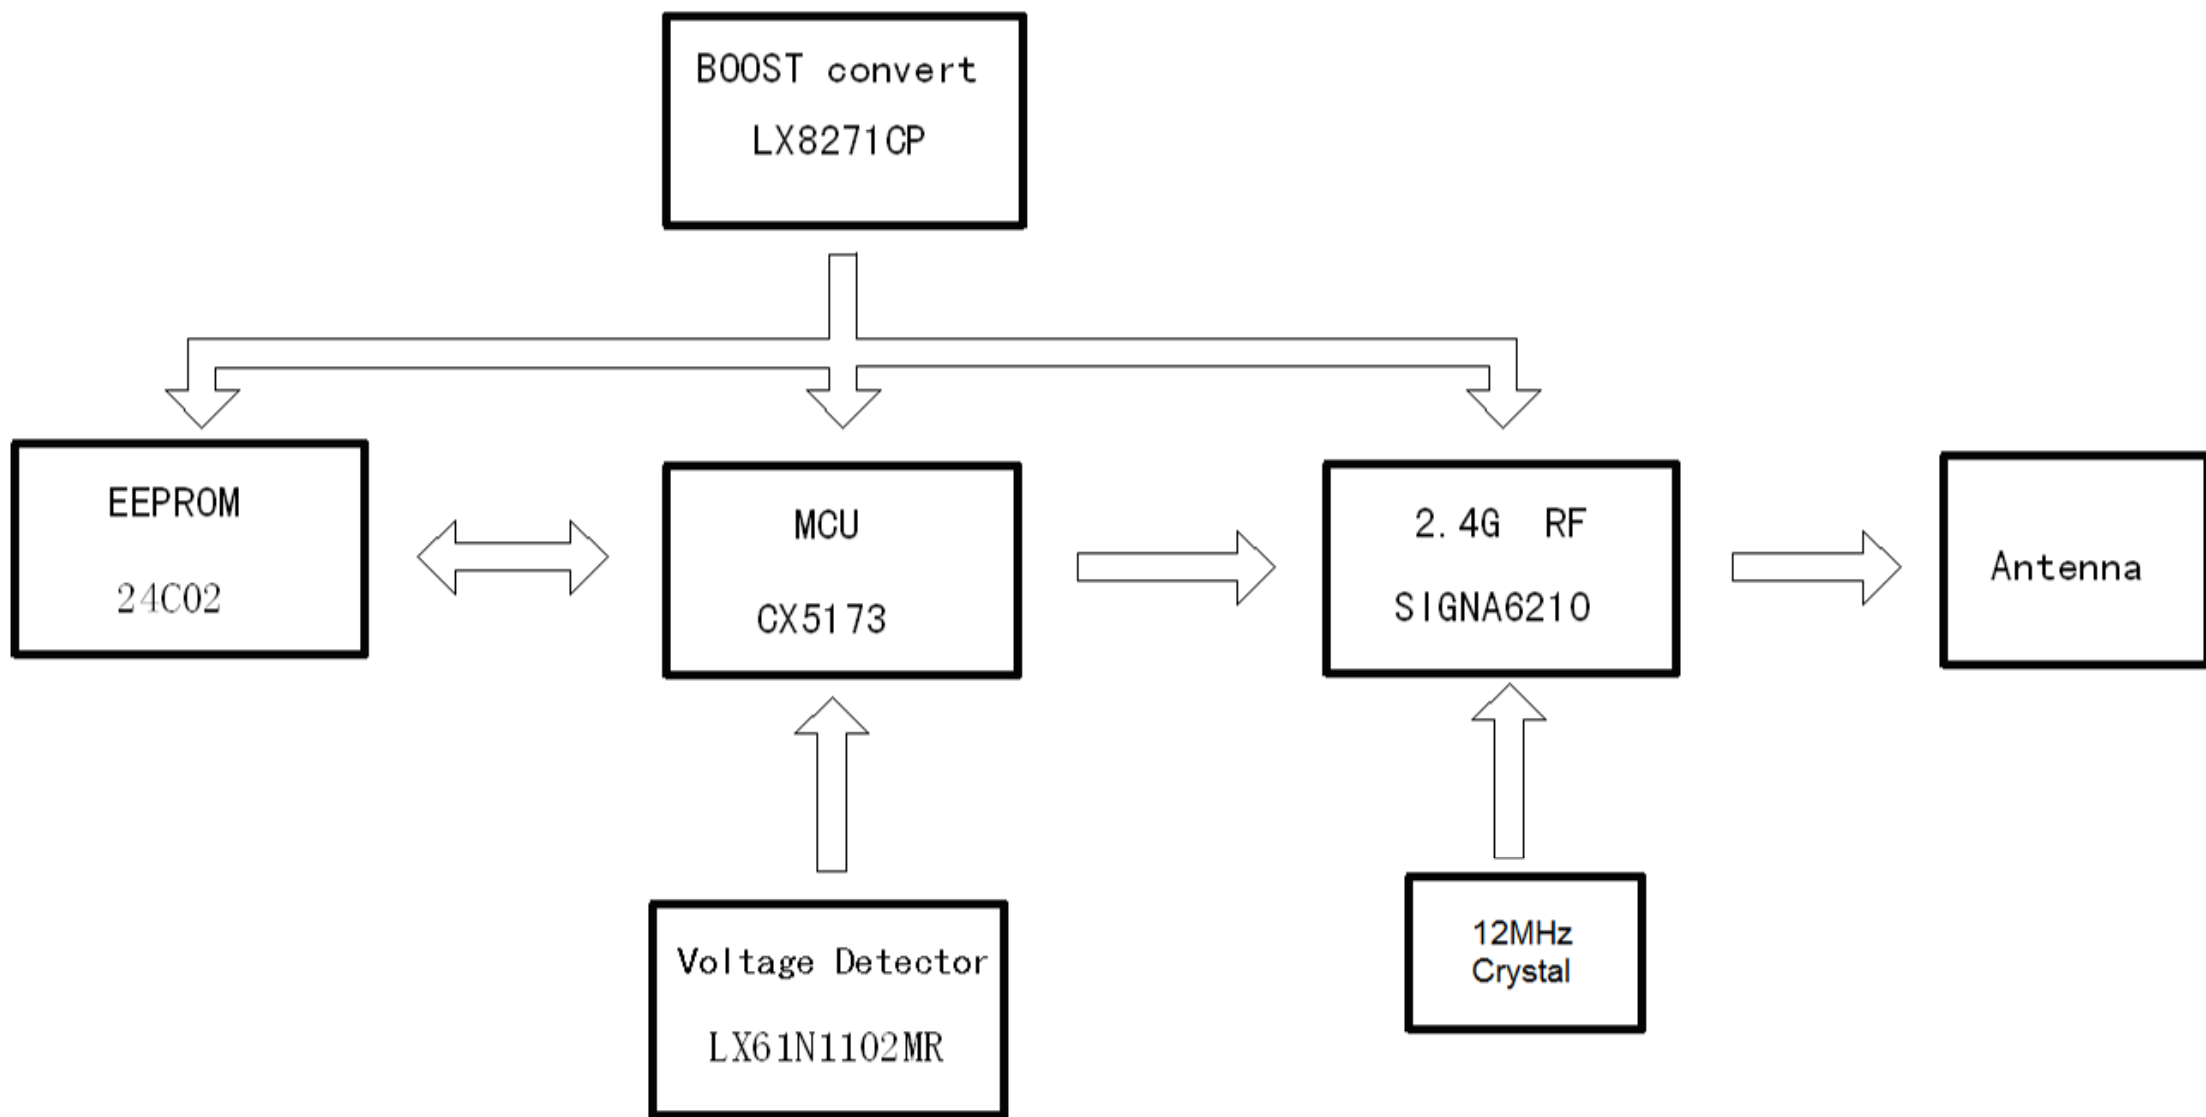 BOOST convert
LX8271CP
EEPROM
24C02
MCU
CX5173
2.4G RF
SIGNA6210
Antenna
Voltage Detector
LX61N1102MR
12MHz
Crystal